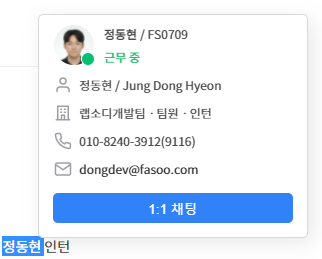 정동현 / FS0709
근무 중
정동현 / Jung Dong Hyeon
랩소디개발팀 · 팀원 · 인턴
010-8240-3912(9116)
dongdev@fasoo.com
1:1 채팅
정동현 인턴